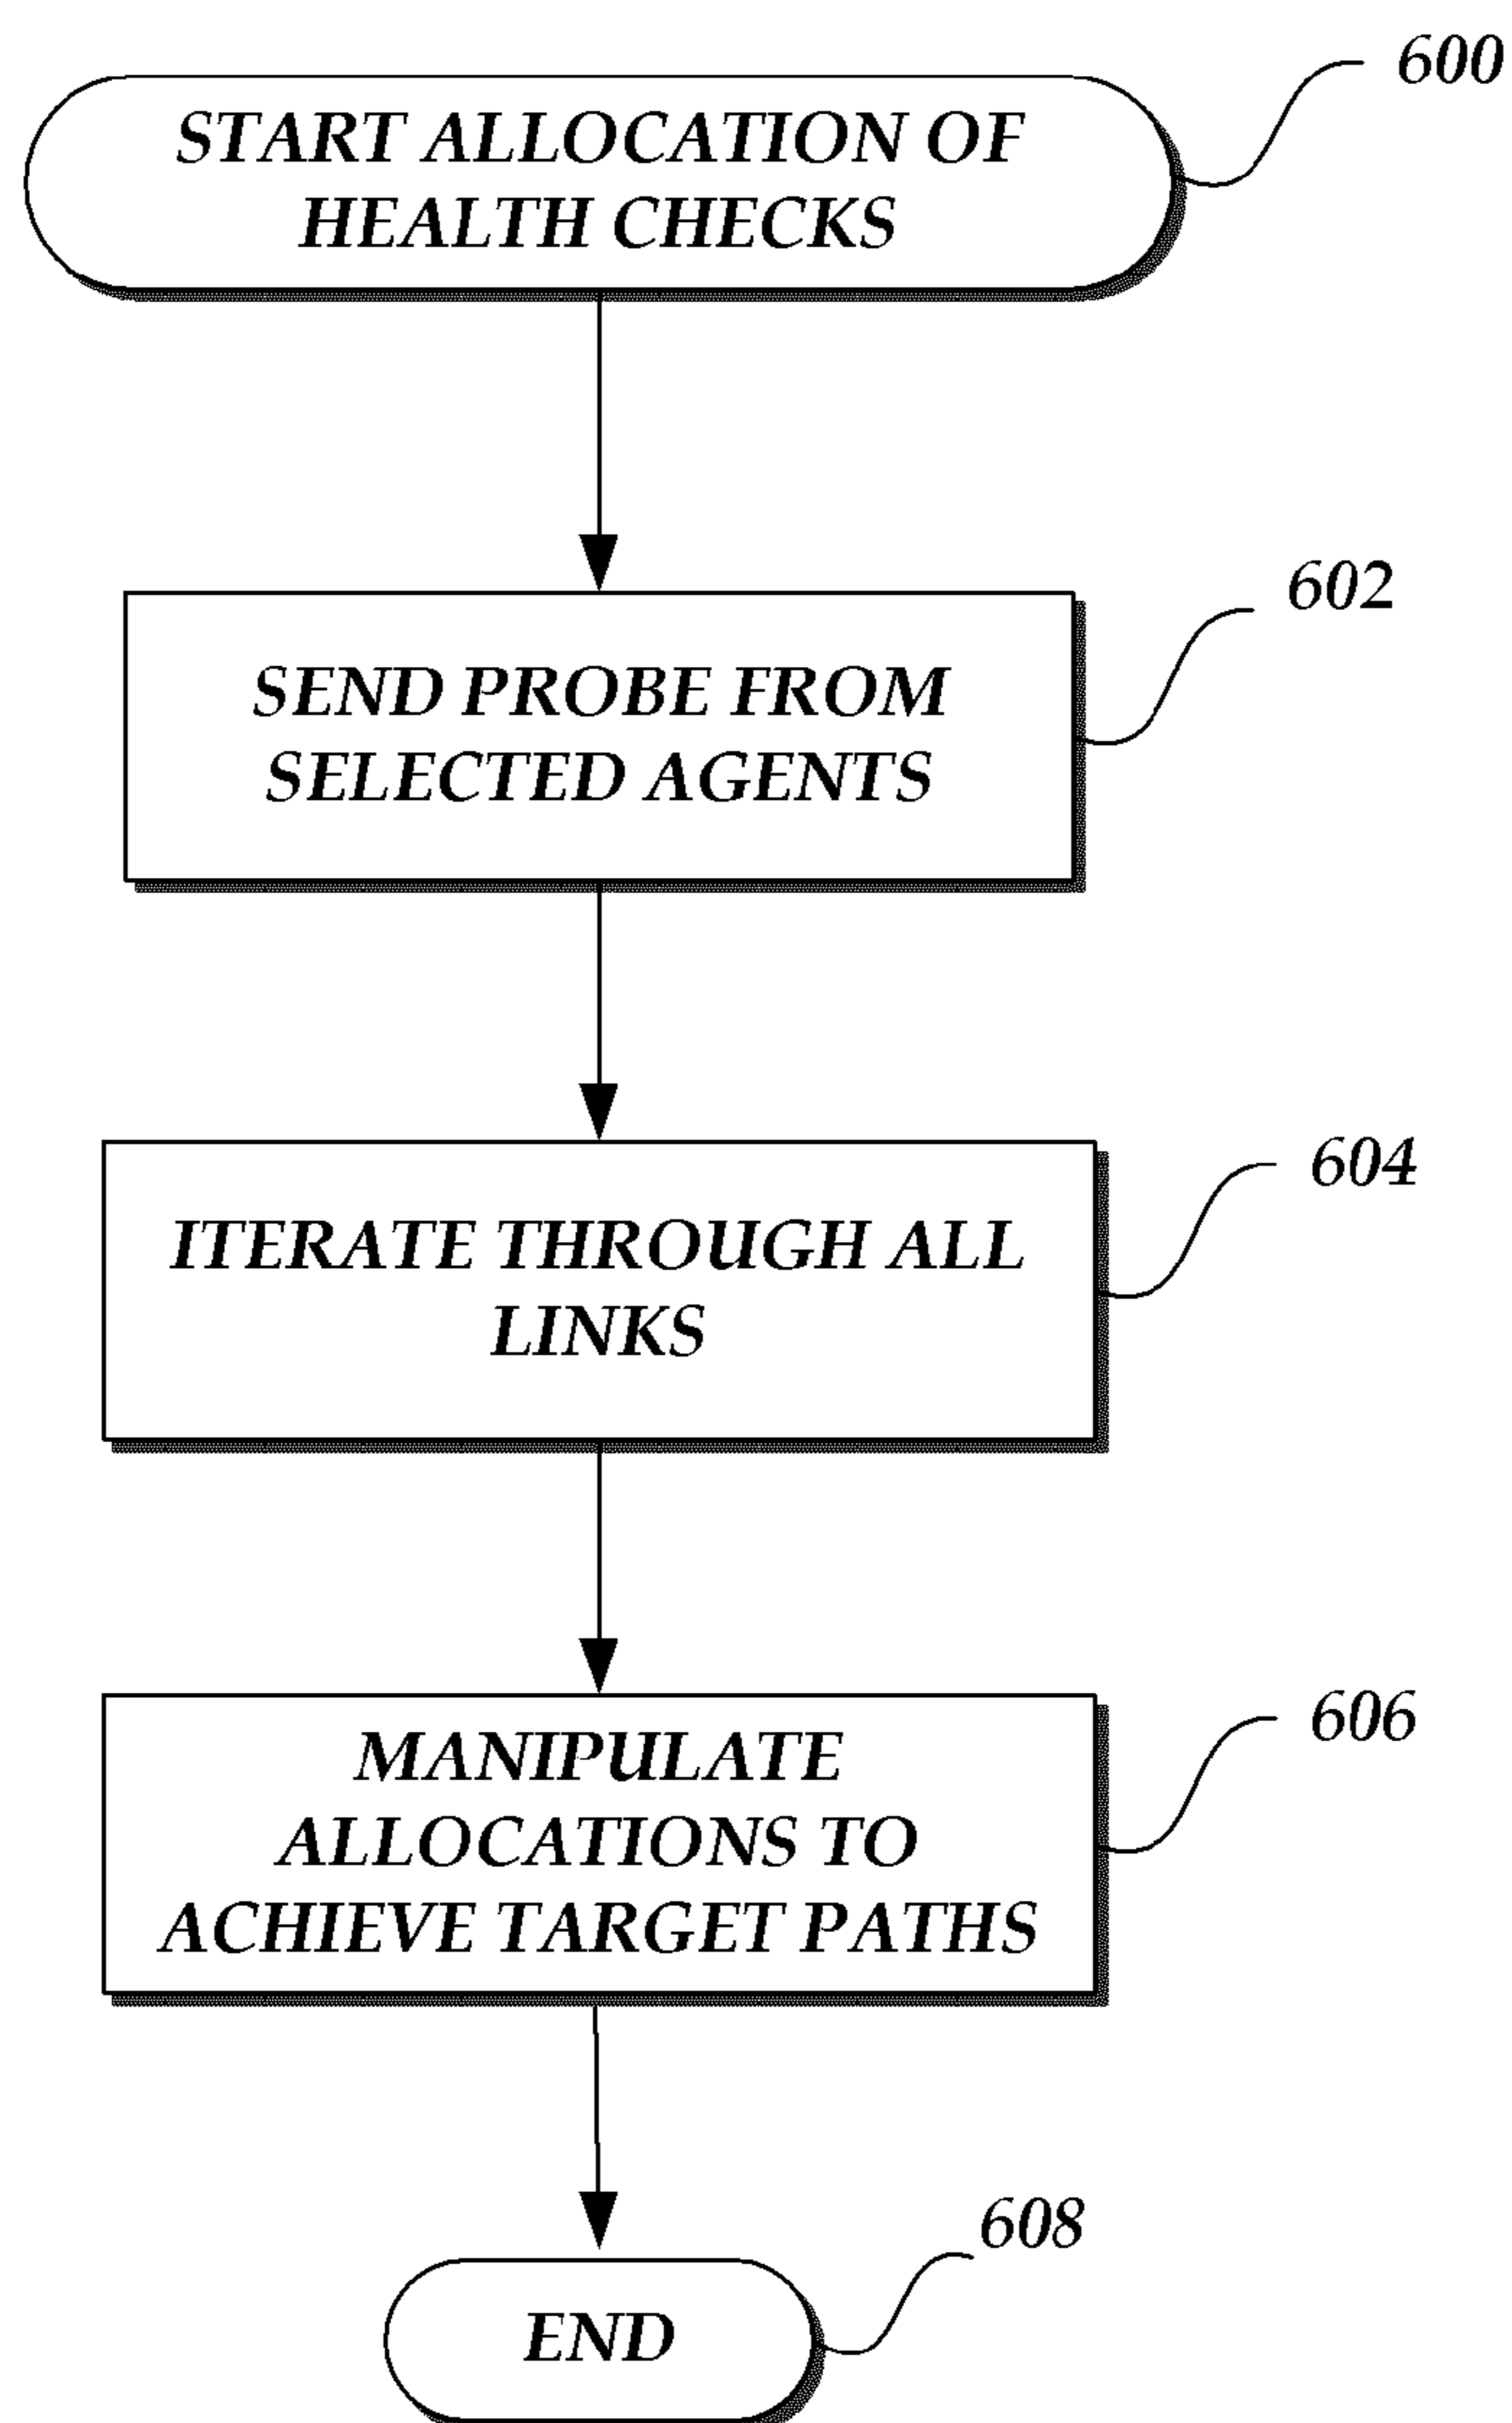 600
START ALLOCATION OF
HEALTH CHECKS
602
SEND PROBE FROM
SELECTED AGENTS
604
ITERATE THROUGH ALL
LINKS
606
MANIPULATE
ALLOCATIONS TO
ACHIEVE TARGET PATHS
608
END